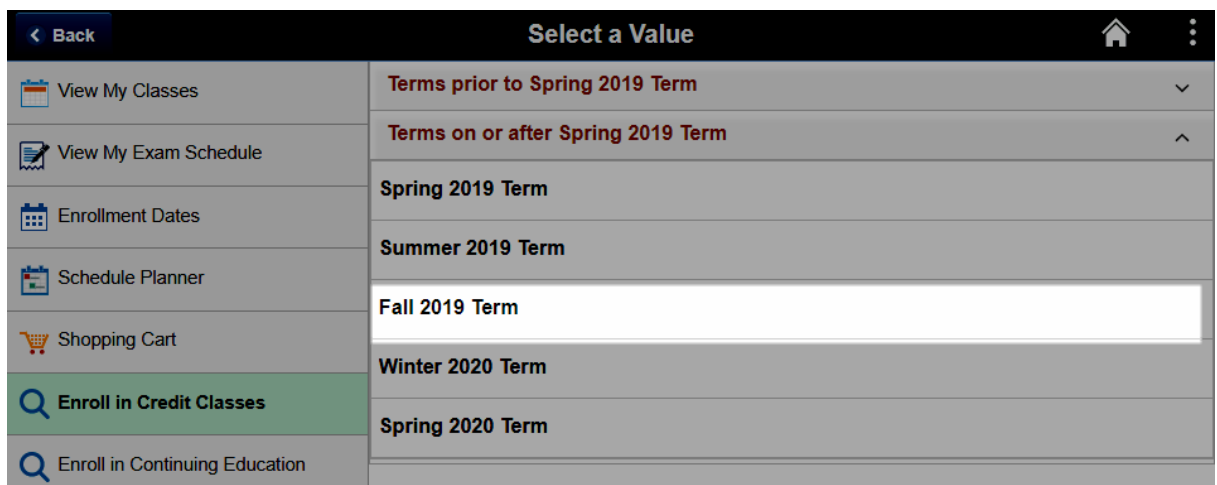 Back
Select a Value
View My Classes
View My Exam Schedule
Enrollment Dates
Schedule Planner
Shopping Cart
Enroll in Credit Classes
Enroll in Continuing Education
Terms prior to Spring 2019 Term
Terms on or after Spring 2019 Term
Spring 2019 Term
Summer 2019 Term
Fall 2019 Term
Winter 2020 Term
Spring 2020 Term